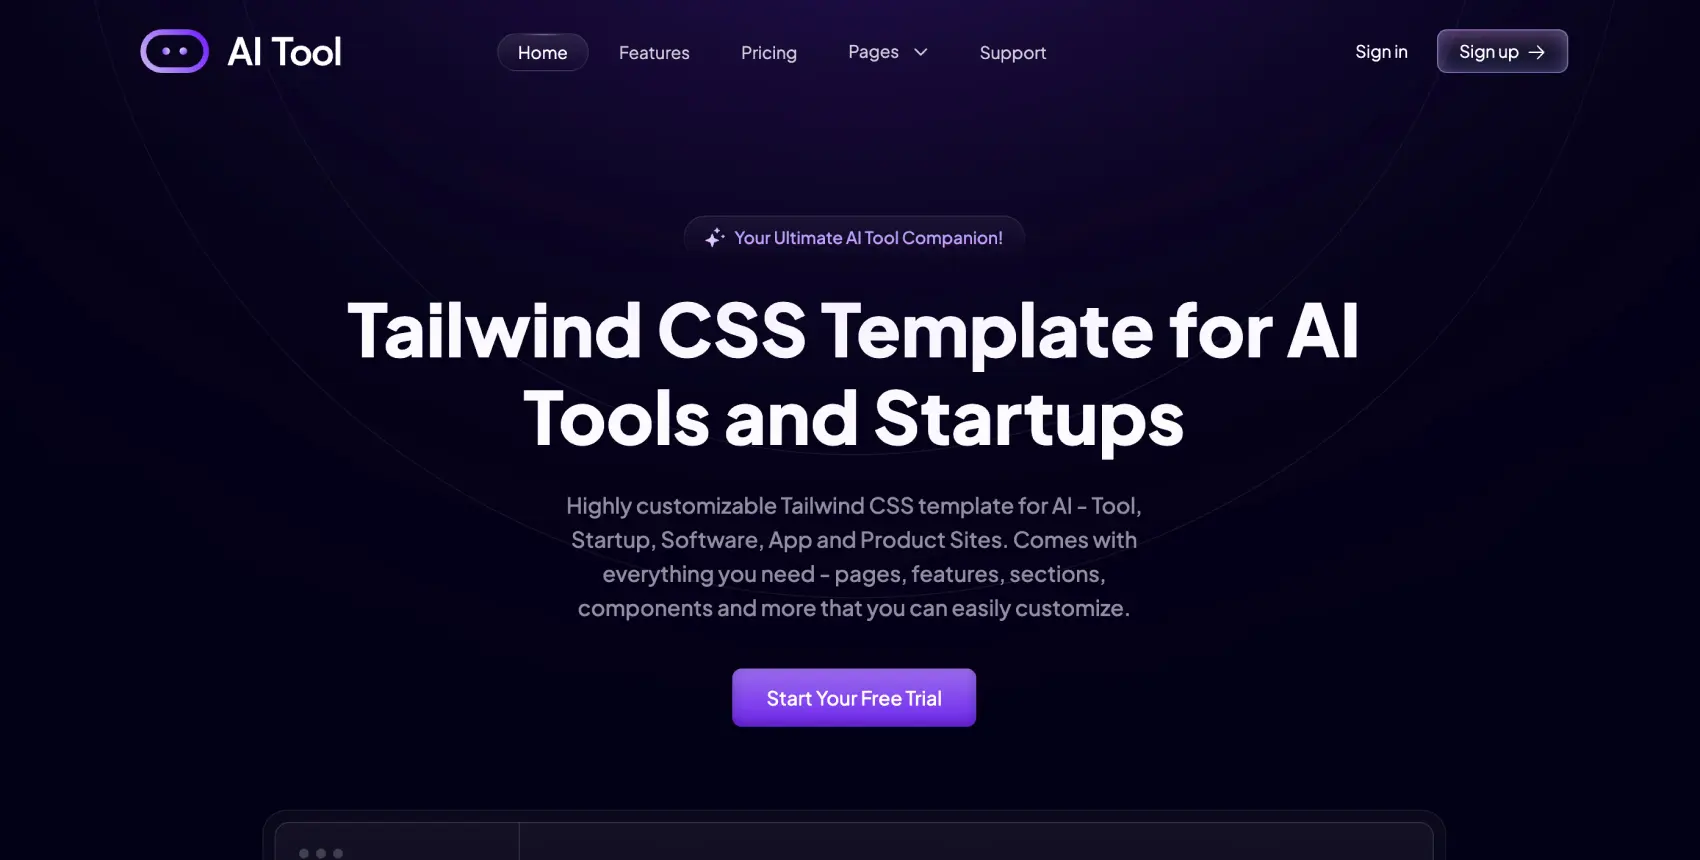 AI Tool
Home
Features
Pricing
Pages
Support
Sign in
Sign up
Your Ultimate AI Tool Companion!
Tailwind CSS Template for AI
Tools and Startups
Highly customizable Tailwind CSS template for AI - Tool,
Startup, Software, App and Product Sites. Comes with
everything you need - pages, features, sections,
components and more that you can easily customize.
Start Your Free Trial